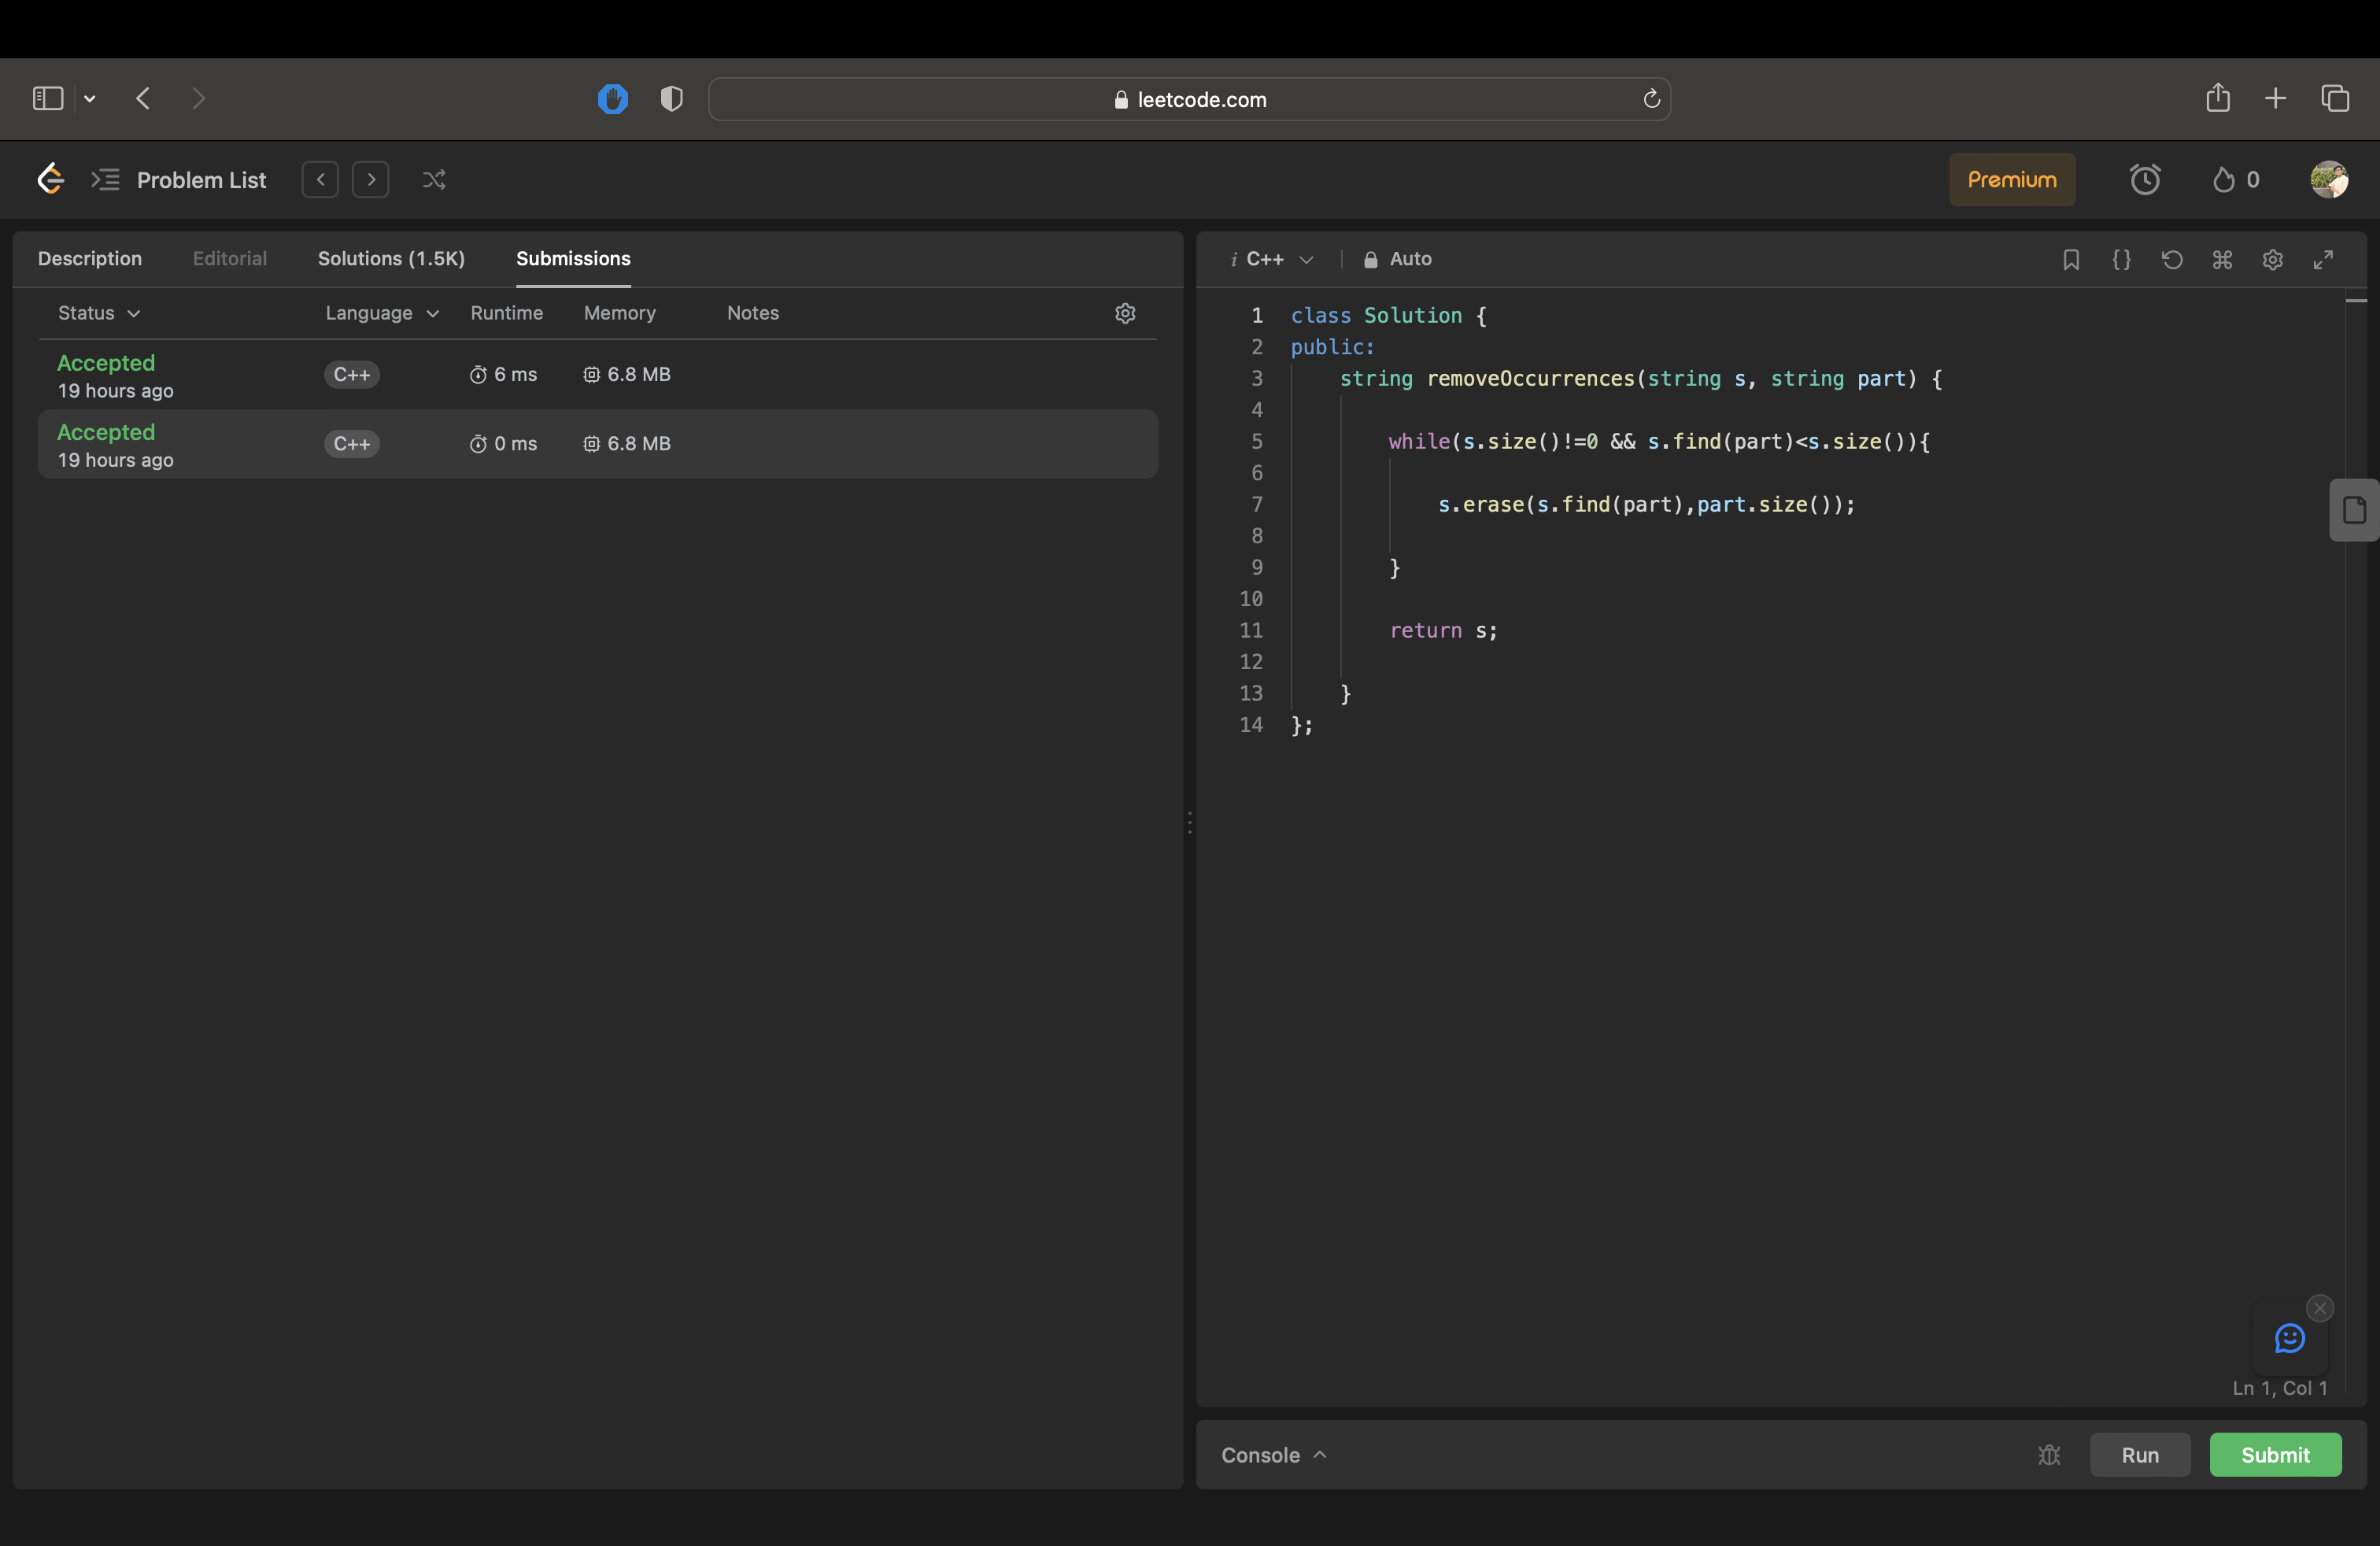 leetcode.com
Problem List
Premium
0
Description Editorial Solutions (1.5K) Submissions
Status Language Runtime Memory Notes
Accepted
19 hours ago
C++ 6 ms 6.8 MB
Accepted
19 hours ago
C++ 0 ms 6.8 MB
i C++ Auto
1 class Solution {
2 public:
3 string removeOccurrences(string s, string part) {
4
5 while(s.size()!=0 && s.find(part)<s.size()){
6
7 s.erase(s.find(part),part.size());
8
9 }
10
11 return s;
12
13 }
14 };
Ln 1, Col 1
Console Run Submit